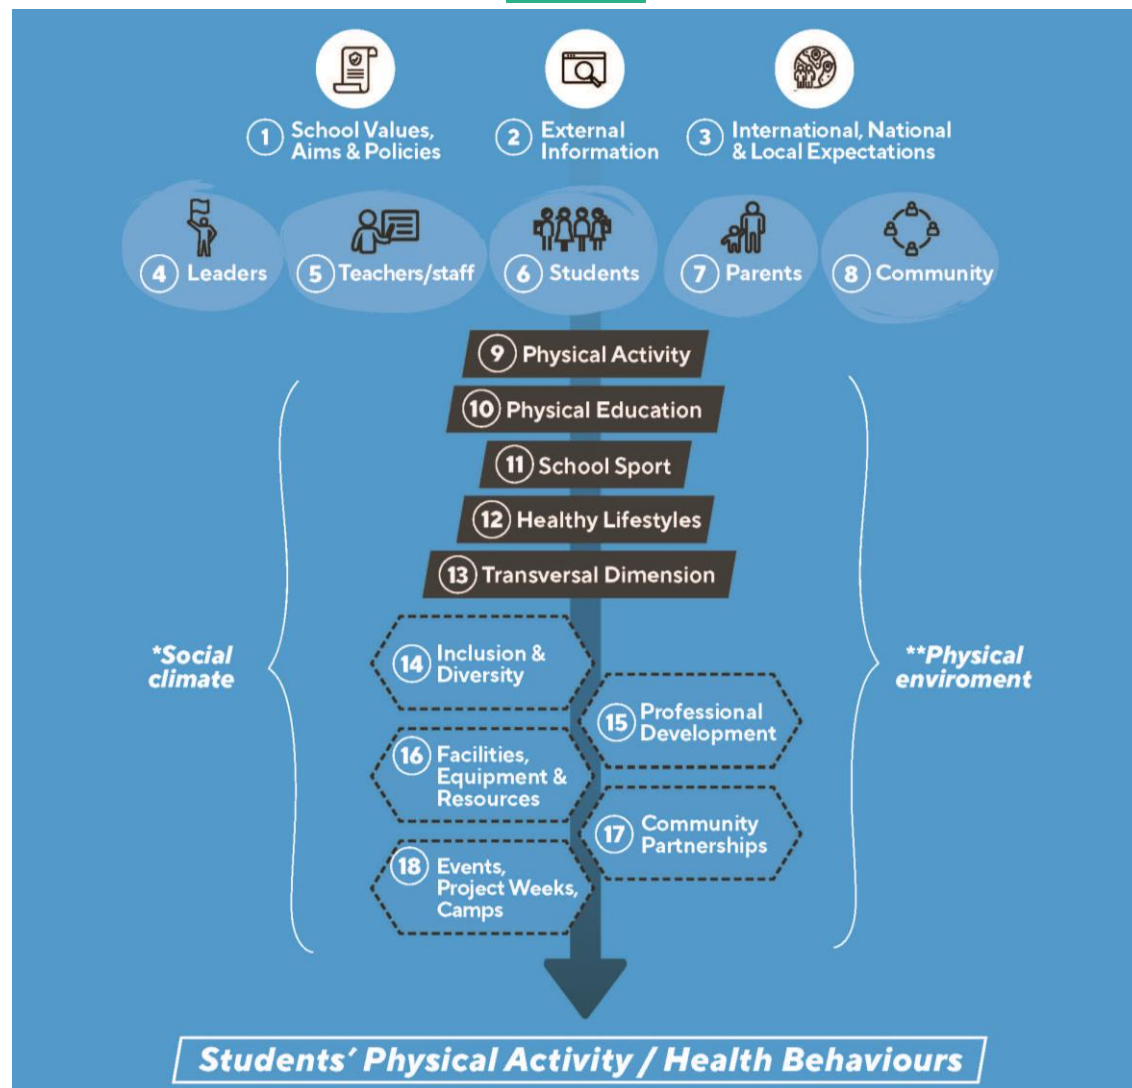 1 School Values,
Aims & Policies
2 External
Information
3 International, National
& Local Expectations
4 Leaders
5 Teachers/staff
6 Students
7 Parents
8 Community
9 Physical Activity
10 Physical Education
11 School Sport
12 Healthy Lifestyles
13 Transversal Dimension
*Social
climate
**Physical
enviroment
14 Inclusion &
Diversity
15 Professional
Development
16 Facilities,
Equipment &
Resources
17 Community
Partnerships
18 Events,
Project Weeks,
Camps
Students' Physical Activity / Health Behaviours